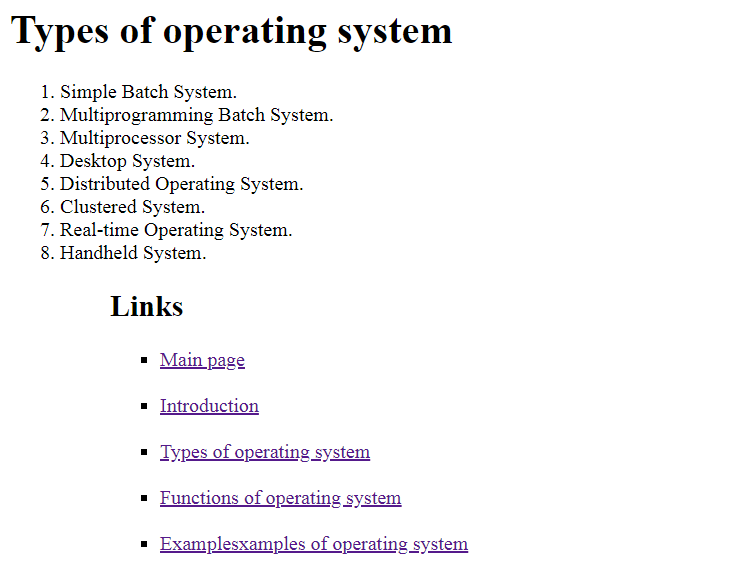 Types of operating system
1. Simple Batch System.
2. Multiprogramming Batch System.
3. Multiprocessor System.
4. Desktop System.
5. Distributed Operating System.
6. Clustered System.
7. Real-time Operating System.
8. Handheld System.
Links
▪ Main page
▪ Introduction
▪ Types of operating system
▪ Functions of operating system
▪ Examplesxamples of operating system